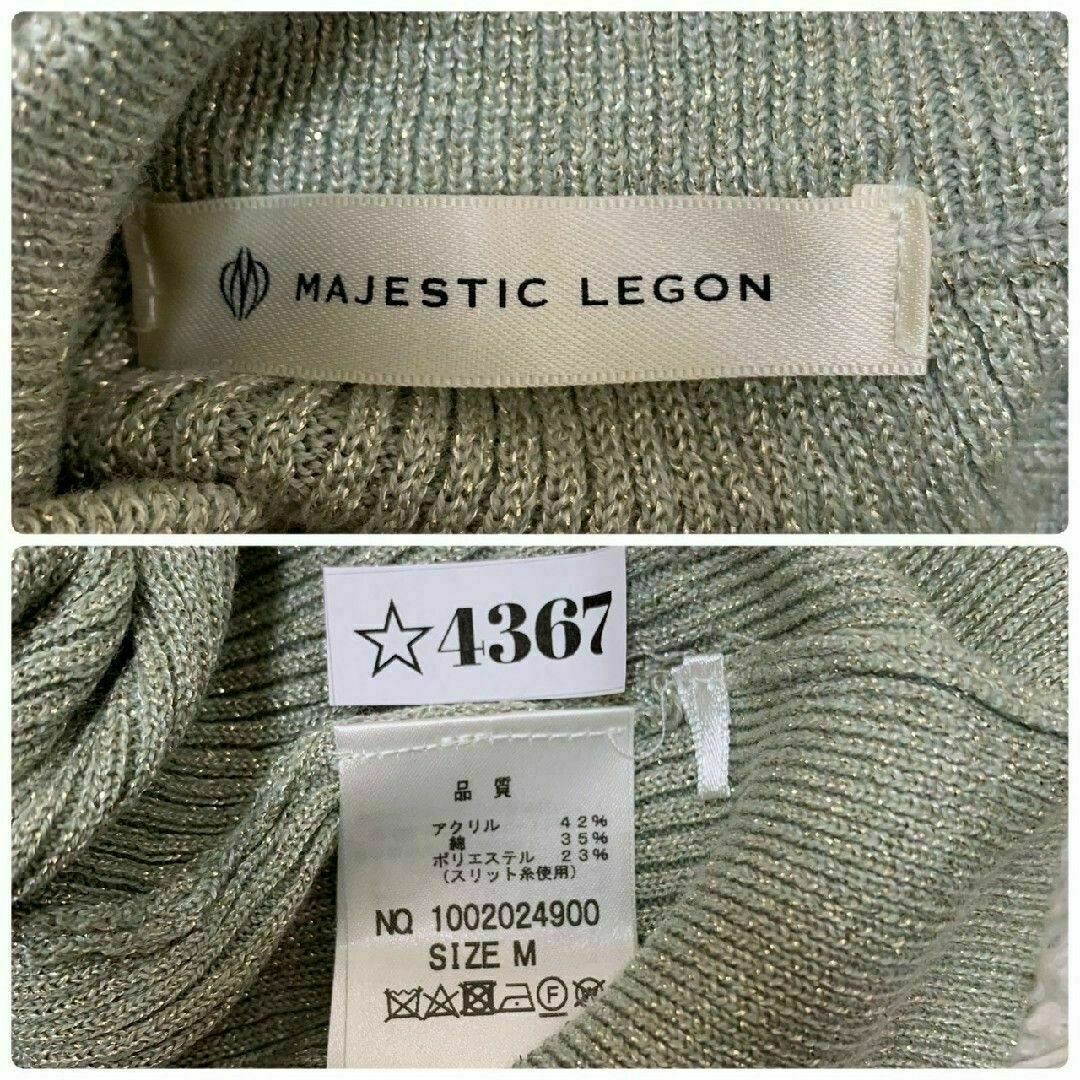 MAJESTIC LEGON
☆4367
品質
アクリル 42%
綿 35%
ポリエステル 23%
(スリット糸使用)
NO 1002024900
SIZE M